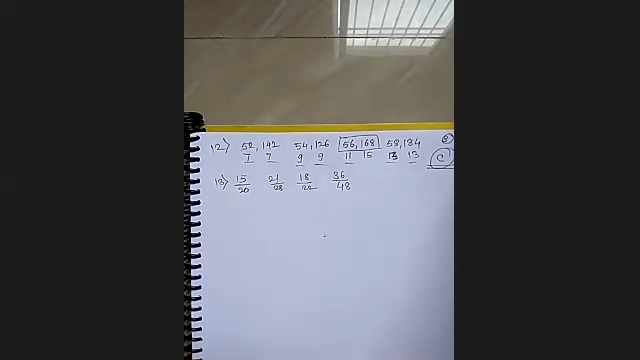 12) 52, 142 54, 126 56, 168 58, 184
7 7 9 9 11 15 13 13 C
13) 15/20 21/28 18/22 36/48